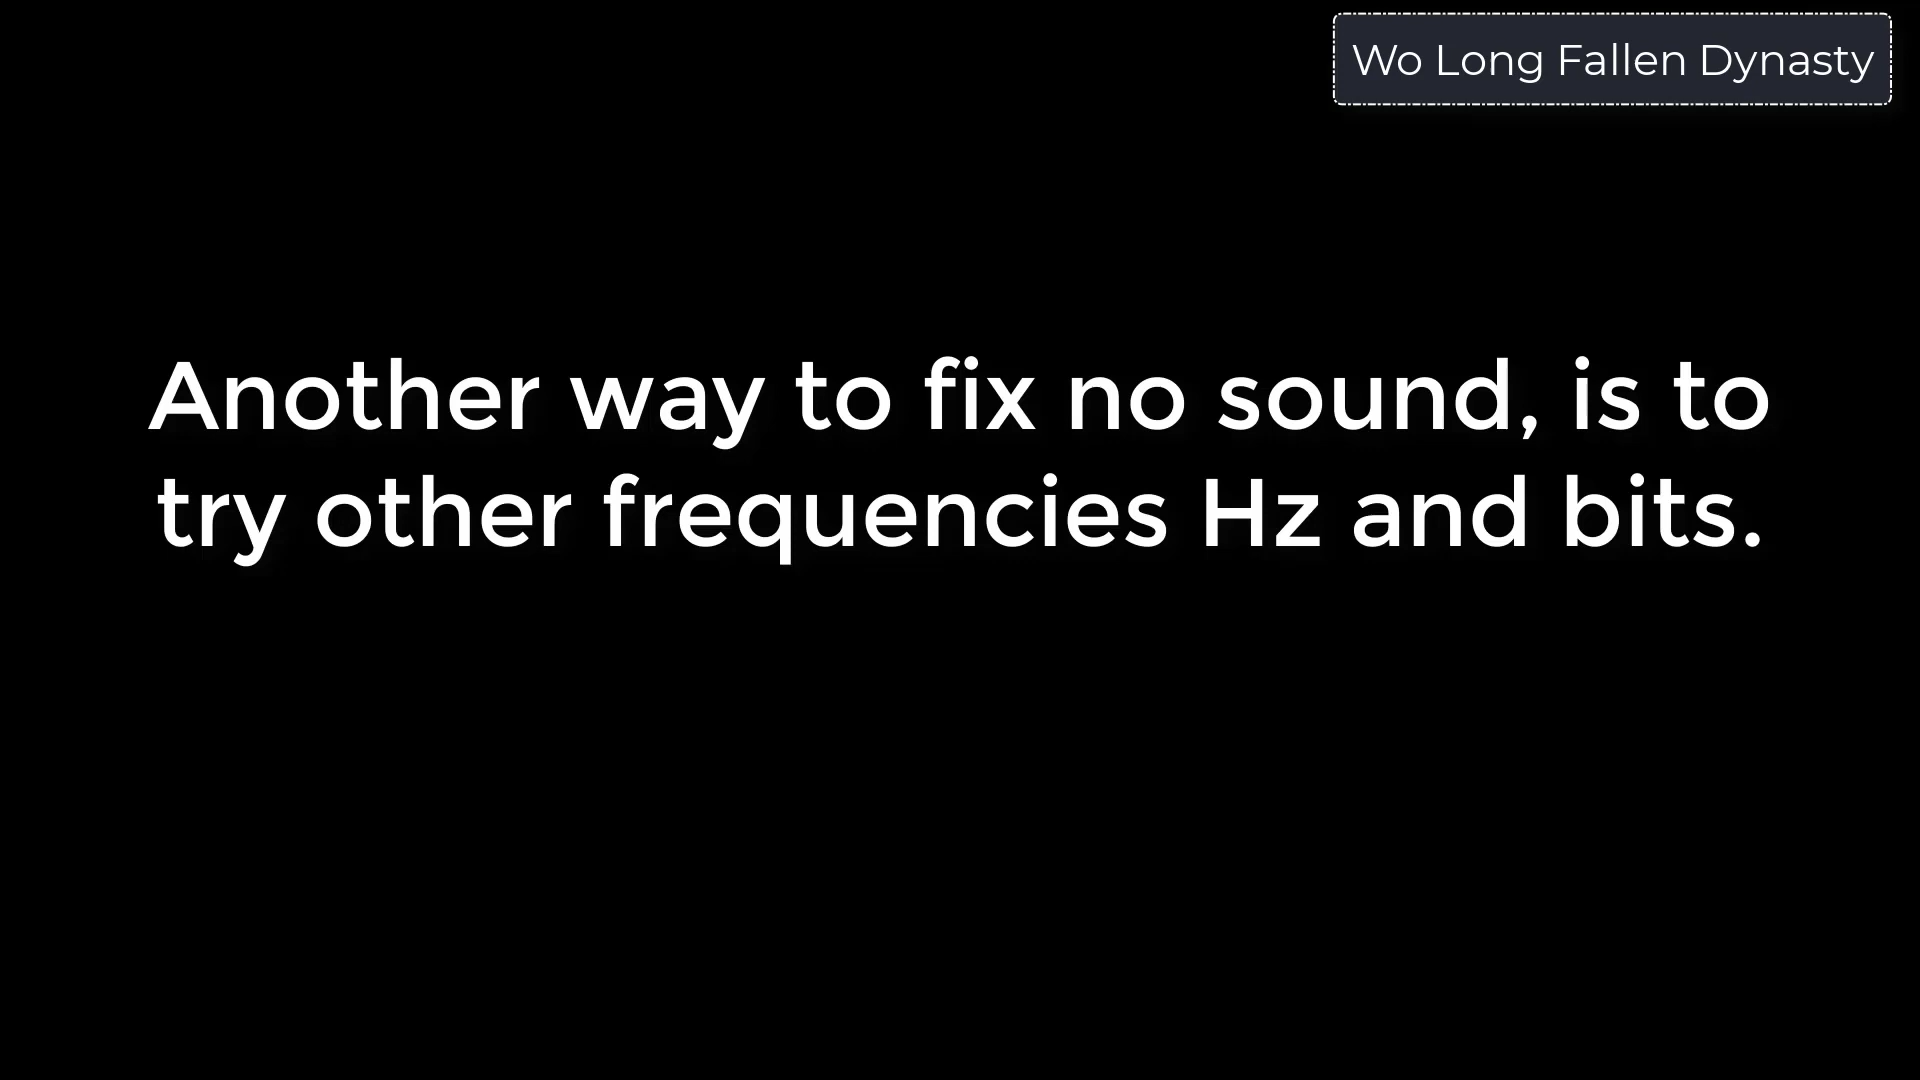 Wo Long Fallen Dynasty
Another way to fix no sound, is to
try other frequencies Hz and bits.